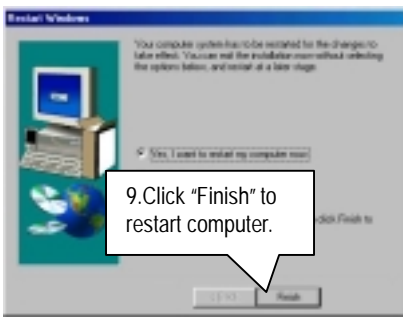 Restart Windows
Your computer system has to be restarted for the changes to
take effect. You can exit the installation now without selecting
the options below, and restart at a later stage.
Yes, I want to restart my computer now
9.Click “Finish” to
restart computer.
click Finish to
Finish